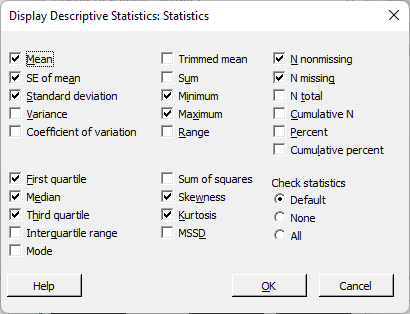 Display Descriptive Statistics: Statistics
Mean
SE of mean
Standard deviation
Variance
Coefficient of variation
Trimmed mean
Sum
Minimum
Maximum
Range
N nonmissing
N missing
N total
Cumulative N
Percent
Cumulative percent
First quartile
Median
Third quartile
Interquartile range
Mode
Sum of squares
Skewness
Kurtosis
MSSD
Check statistics
Default
None
All
Help
OK
Cancel